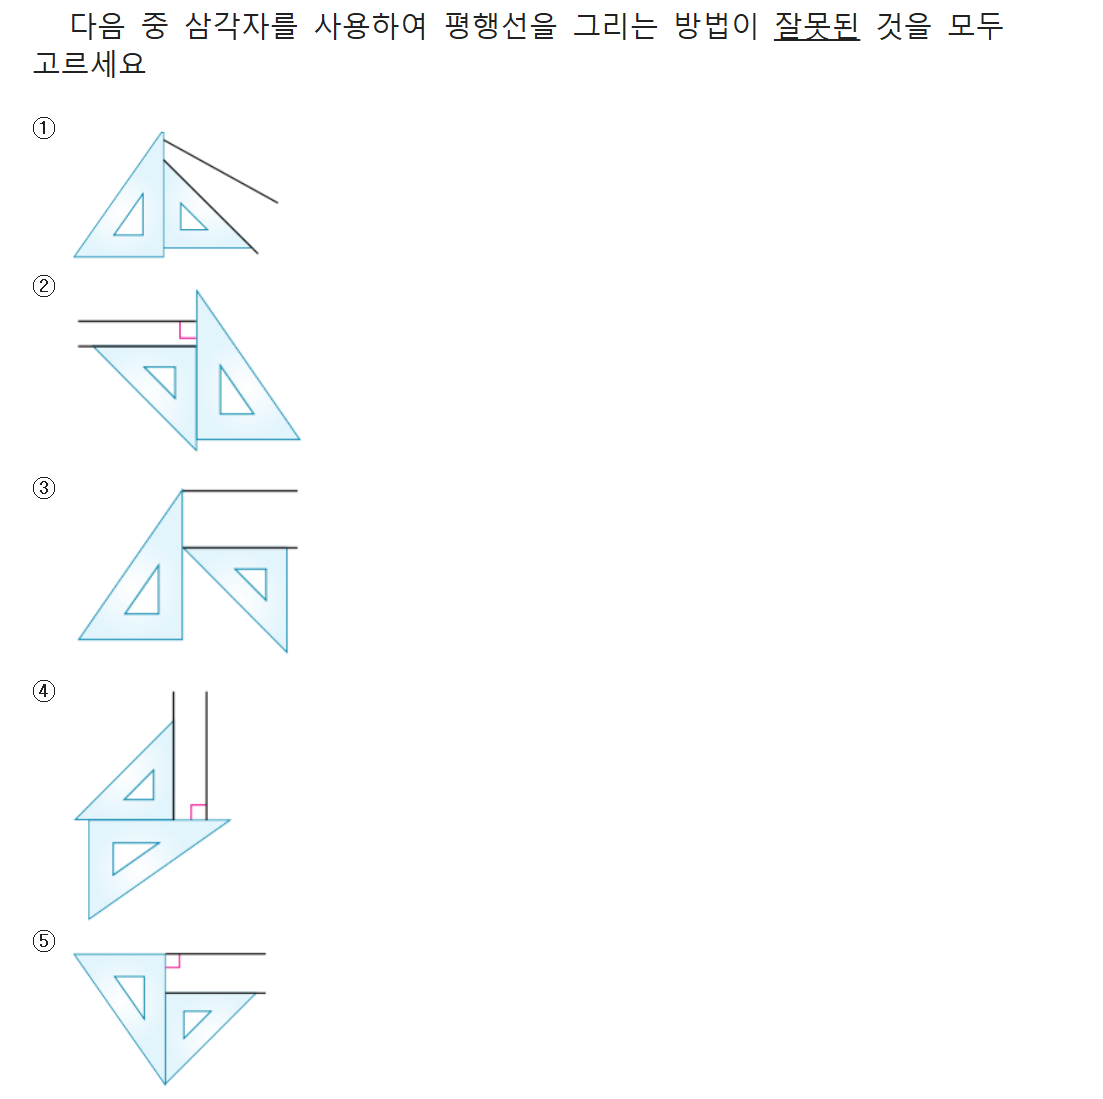 다음 중 삼각자를 사용하여 평행선을 그리는 방법이 잘못된 것을 모두
고르세요
①
②
③
④
⑤